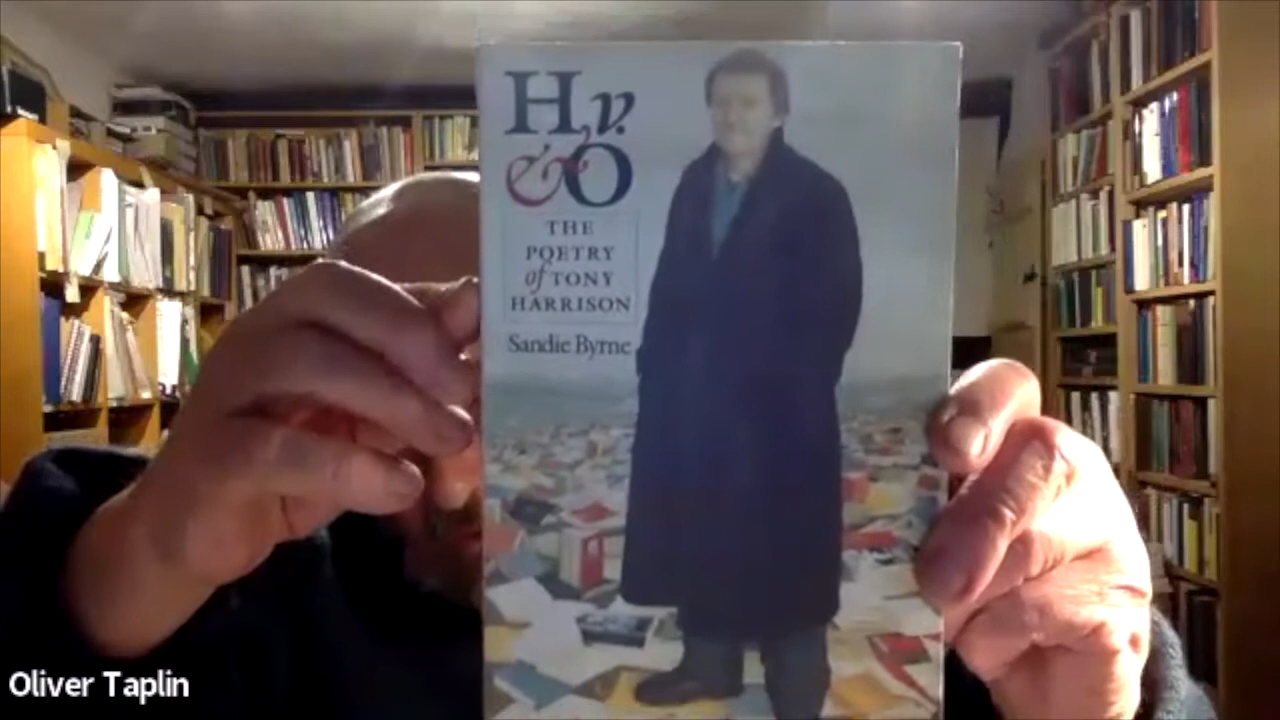 H, v.
& O
THE
POETRY
of TONY
HARRISON
Sandie Byrne
Oliver Taplin